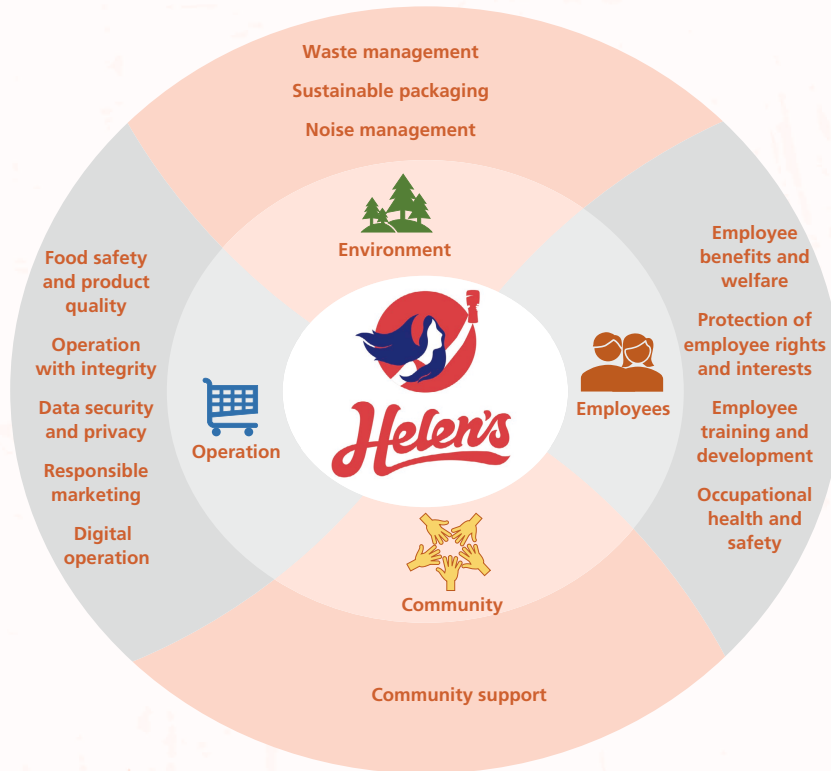 Waste management
Sustainable packaging
Noise management
Environment
Food safety
and product
quality
Operation
with integrity
Data security
and privacy
Responsible
marketing
Digital
operation
Operation
Helen's
Employees
Employee
benefits and
welfare
Protection of
employee rights
and interests
Employee
training and
development
Occupational
health and
safety
Community
Community support